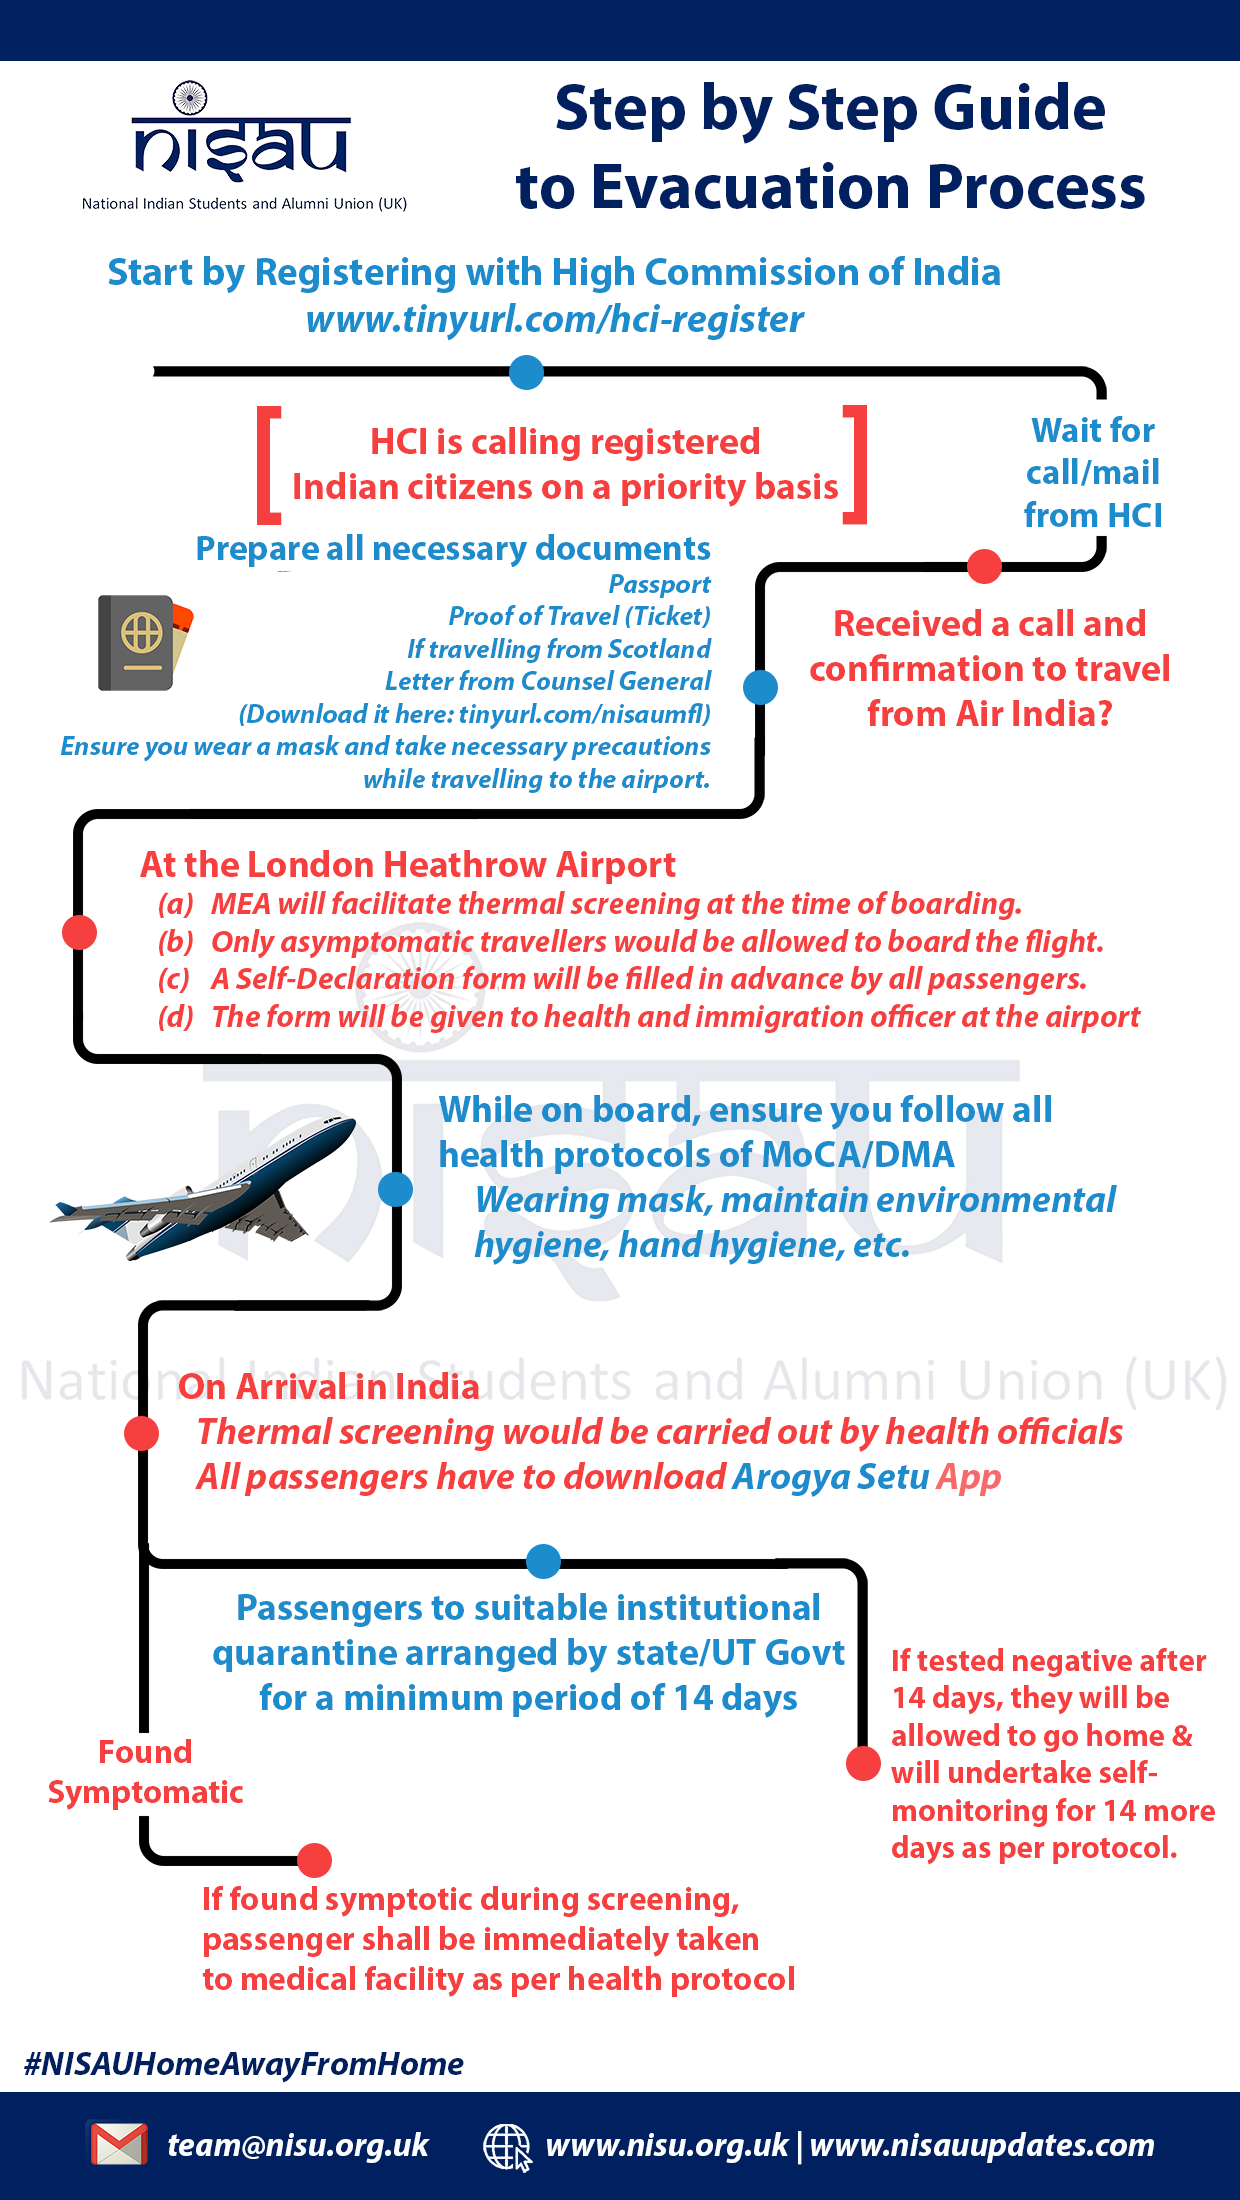 nisau
National Indian Students and Alumni Union (UK)
Step by Step Guide
to Evacuation Process
Start by Registering with High Commission of India
www.tinyurl.com/hci-register
HCI is calling registered
Indian citizens on a priority basis
Wait for
call/mail
from HCI
Received a call and
confirmation to travel
from Air India?
Prepare all necessary documents
Passport
Proof of Travel (Ticket)
If travelling from Scotland
Letter from Counsel General
(Download it here: tinyurl.com/nisaumfl)
Ensure you wear a mask and take necessary precautions
while travelling to the airport.
At the London Heathrow Airport
(a) MEA will facilitate thermal screening at the time of boarding.
(b) Only asymptomatic travellers would be allowed to board the flight.
(c) A Self-Declaration form will be filled in advance by all passengers.
(d) The form will be given to health and immigration officer at the airport
nisau
While on board, ensure you follow all
health protocols of MoCA/DMA
Wearing mask, maintain environmental
hygiene, hand hygiene, etc.
National Indian Students and Alumni Union (UK)
On Arrival in India
Thermal screening would be carried out by health officials
All passengers have to download Arogya Setu App
Passengers to suitable institutional
quarantine arranged by state/UT Govt
for a minimum period of 14 days
If tested negative after
14 days, they will be
allowed to go home &
will undertake self-
monitoring for 14 more
days as per protocol.
Found
Symptomatic
If found symptotic during screening,
passenger shall be immediately taken
to medical facility as per health protocol
#NISAUHomeAwayFromHome
team@nisu.org.uk
www.nisu.org.uk | www.nisauupdates.com